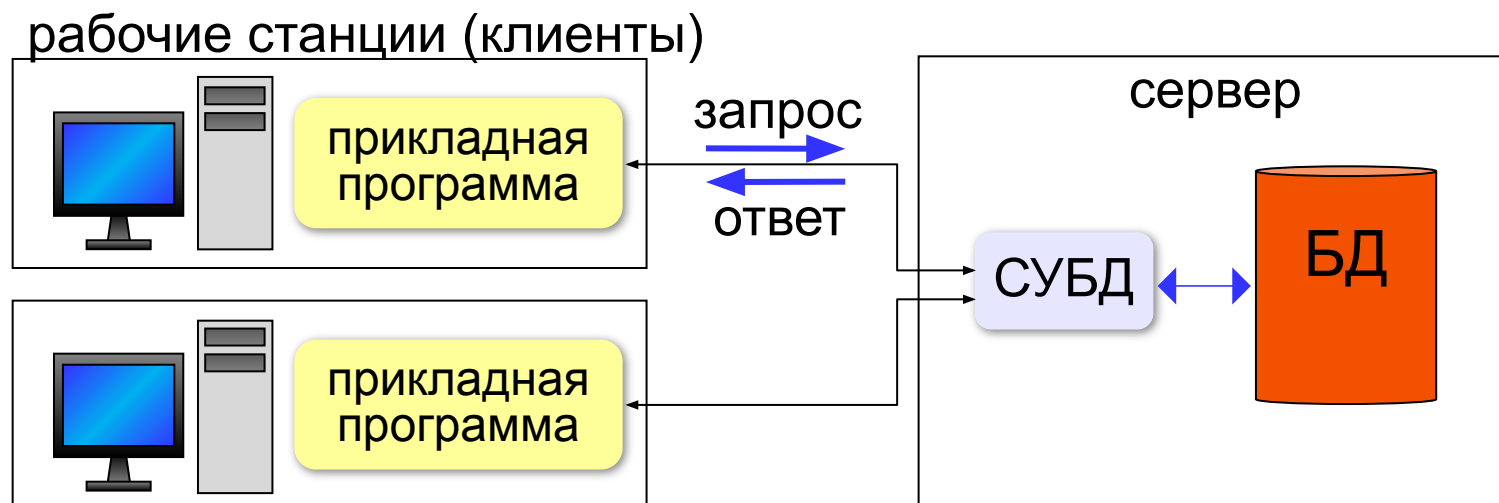 рабочие станции (клиенты)
прикладная
программа
запрос
ответ
сервер
СУБД
БД
прикладная
программа